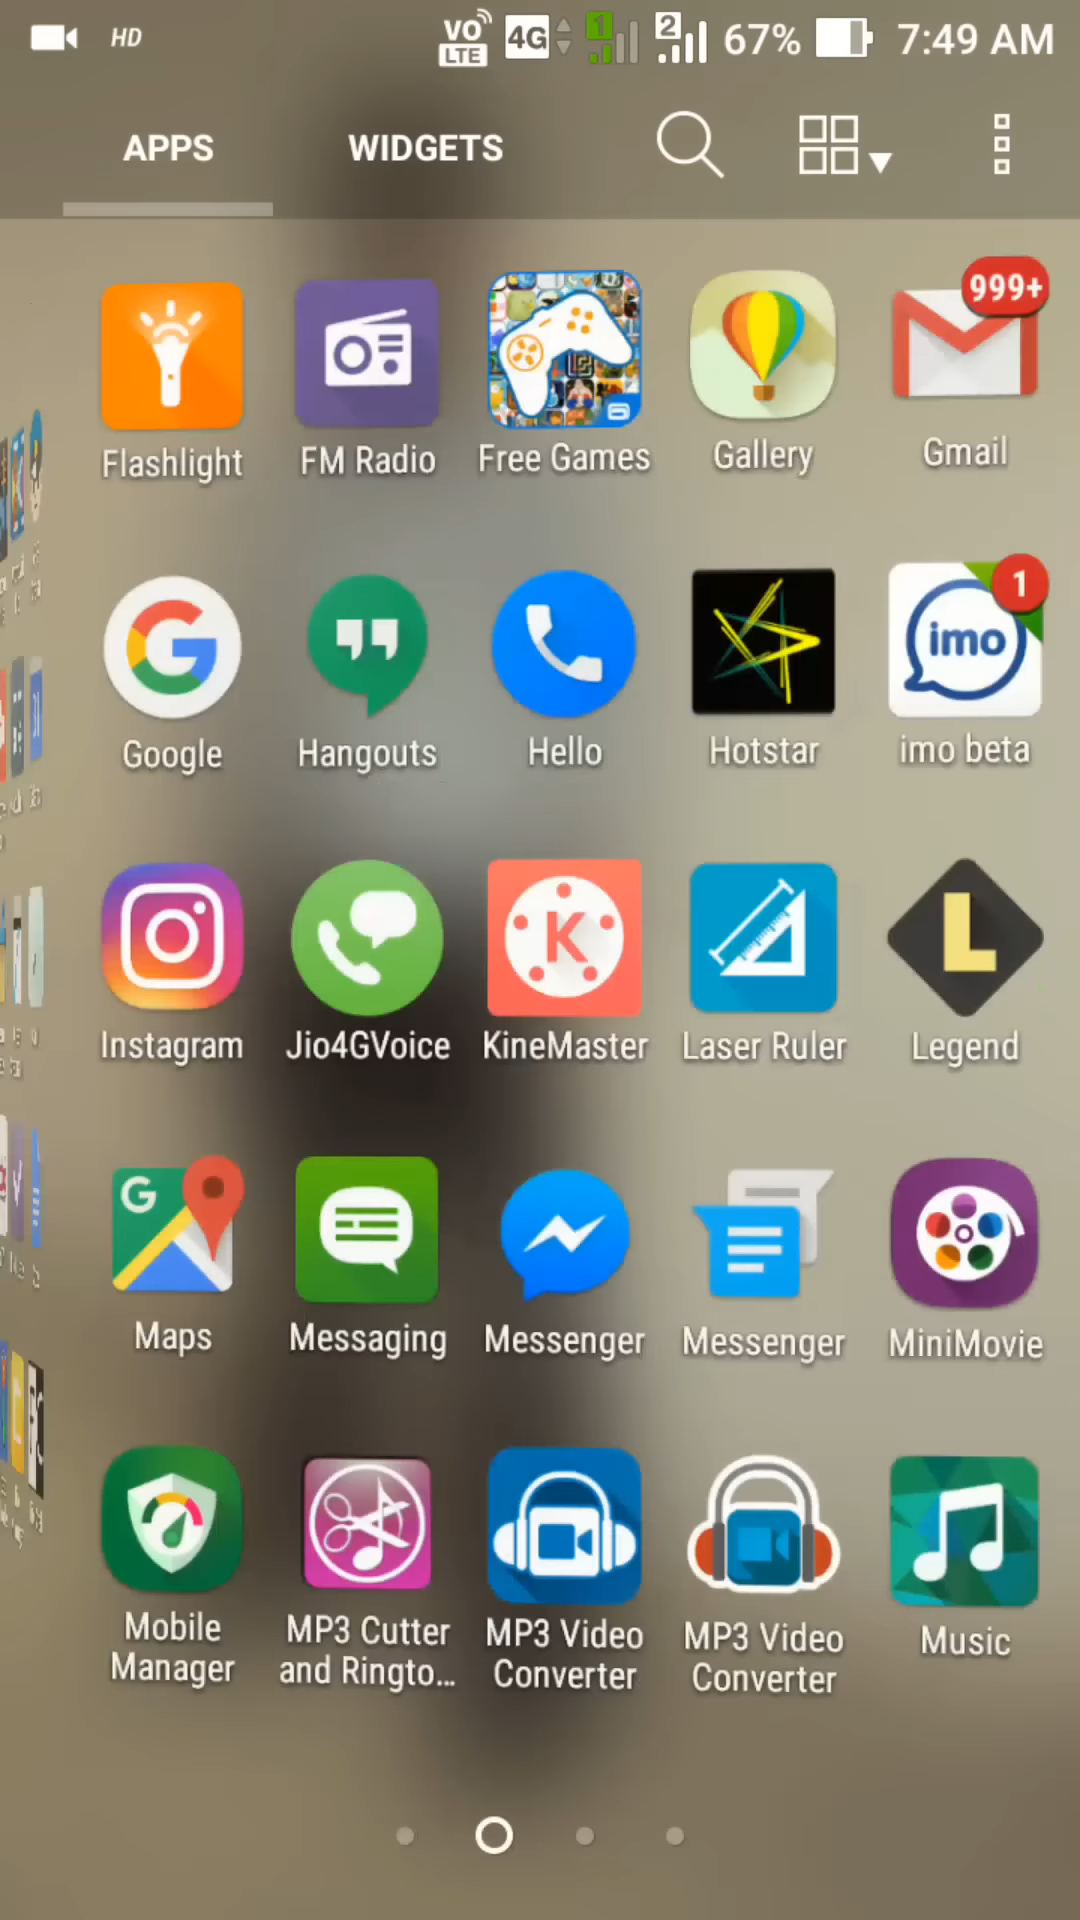 HD VO LTE 4G 1 2 67% 7:49 AM
APPS WIDGETS
999+
Flashlight FM Radio Free Games Gallery Gmail
1
imo
Google Hangouts Hello Hotstar imo beta
K L
Instagram Jio4GVoice KineMaster Laser Ruler Legend
G
Maps Messaging Messenger Messenger MiniMovie
Mobile Manager
MP3 Cutter and Ringto...
MP3 Video Converter
MP3 Video Converter
Music